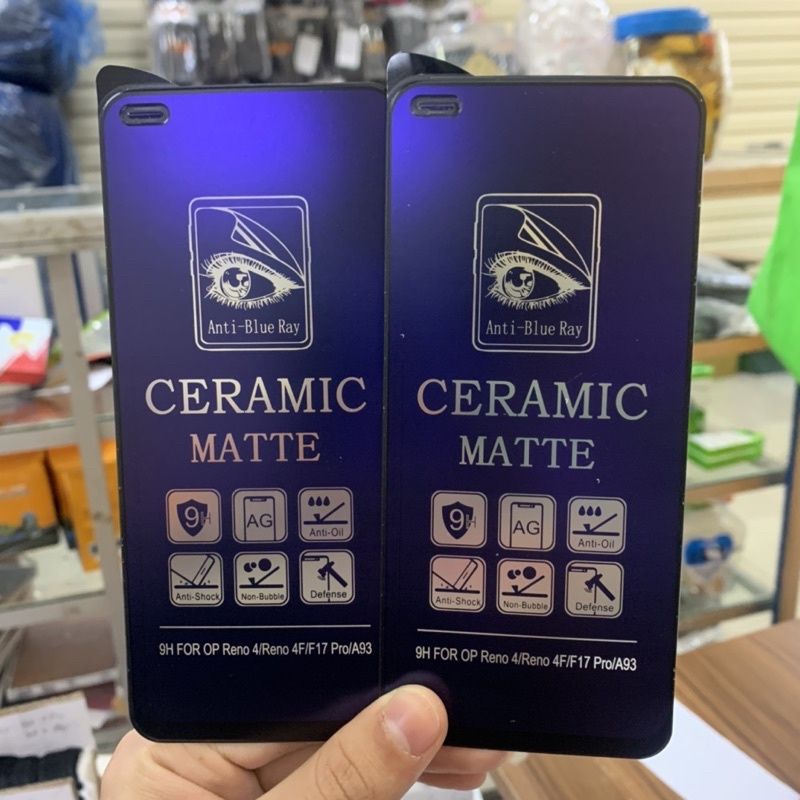 Anti-Blue Ray
CERAMIC
MATTE
9H
AG
Anti-Oil
Anti-Shock
Non-Bubble
Defense
9H FOR OP Reno 4/Reno 4F/F17 Pro/A93
Anti-Blue Ray
CERAMIC
MATTE
9H
AG
Anti-Oil
Anti-Shock
Non-Bubble
Defense
9H FOR OP Reno 4/Reno 4F/F17 Pro/A93